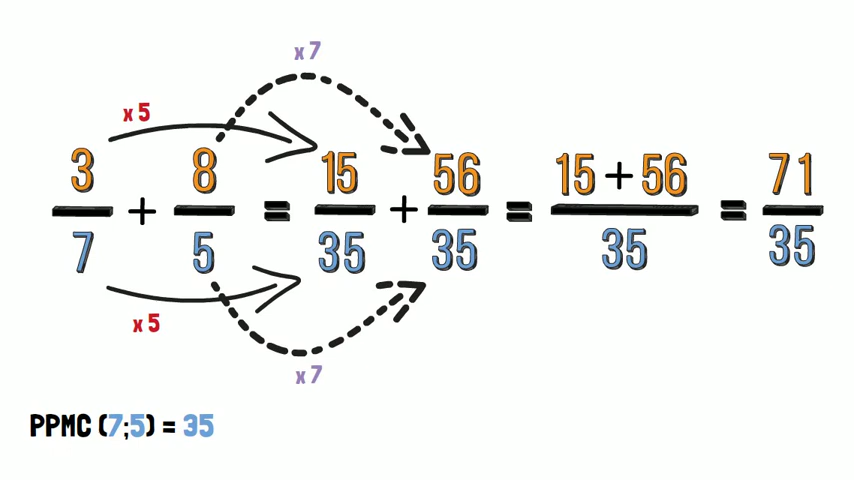 x 7
x 5
3/7 + 8/5 = 15/35 + 56/35 = 15 + 56/35 = 71/35
x 5
x 7
PPMC (7;5) = 35